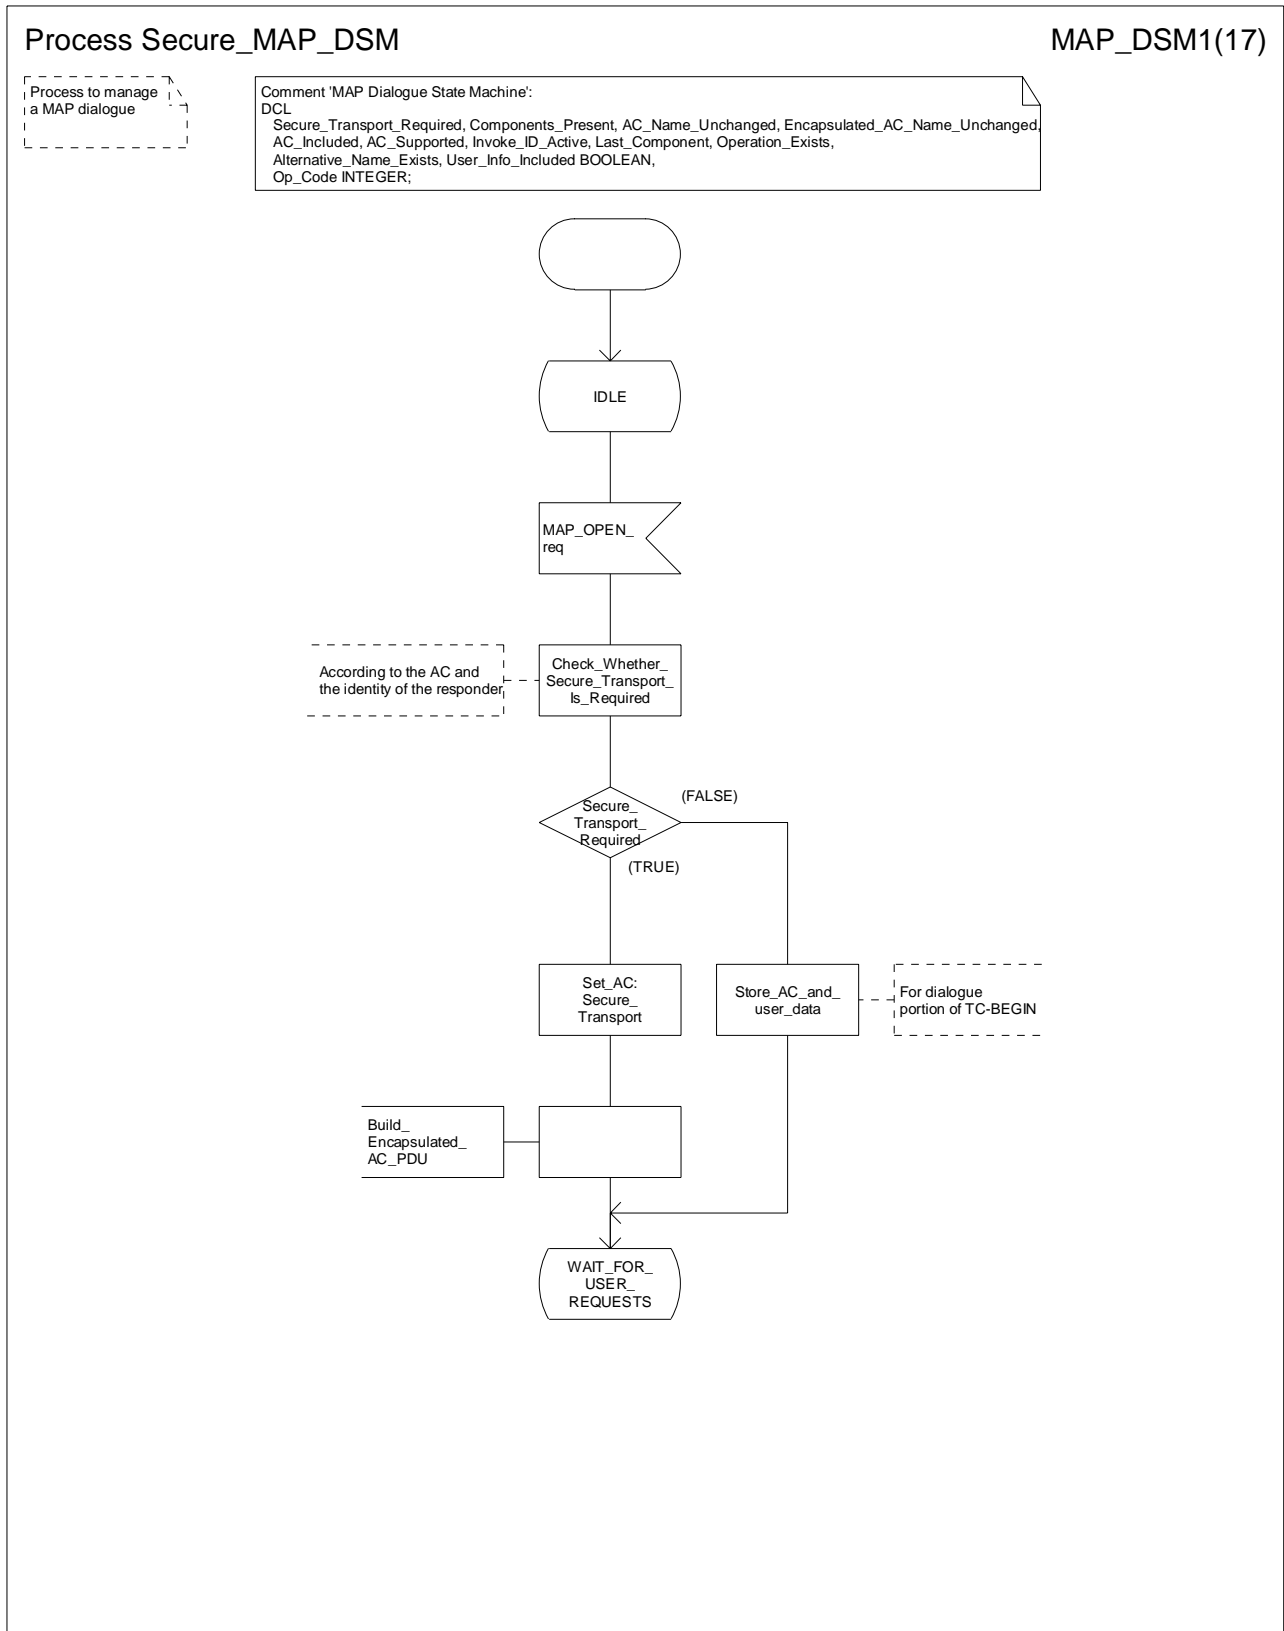 Process Secure_MAP_DSM
MAP_DSM1(17)
Process to manage
a MAP dialogue
Comment 'MAP Dialogue State Machine':
DCL
Secure_Transport_Required, Components_Present, AC_Name_Unchanged, Encapsulated_AC_Name_Unchanged,
AC_Included, AC_Supported, Invoke_ID_Active, Last_Component, Operation_Exists,
Alternative_Name_Exists, User_Info_Included BOOLEAN,
Op_Code INTEGER;
IDLE
MAP_OPEN_
req
According to the AC and
the identity of the responder
Check_Whether_
Secure_Transport_
Is_Required
Secure_
Transport_
Required
(FALSE)
(TRUE)
Set_AC:
Secure_
Transport
Store_AC_and_
user_data
For dialogue
portion of TC-BEGIN
Build_
Encapsulated_
AC_PDU
WAIT_FOR_
USER_
REQUESTS